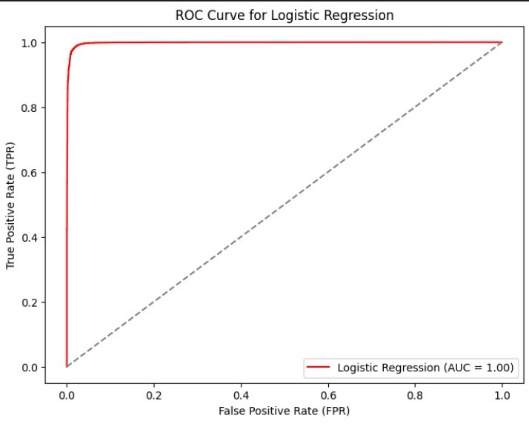 ROC Curve for Logistic Regression
True Positive Rate (TPR)
1.0
0.8
0.6
0.4
0.2
0.0
0.0 0.2 0.4 0.6 0.8 1.0
False Positive Rate (FPR)
Logistic Regression (AUC = 1.00)